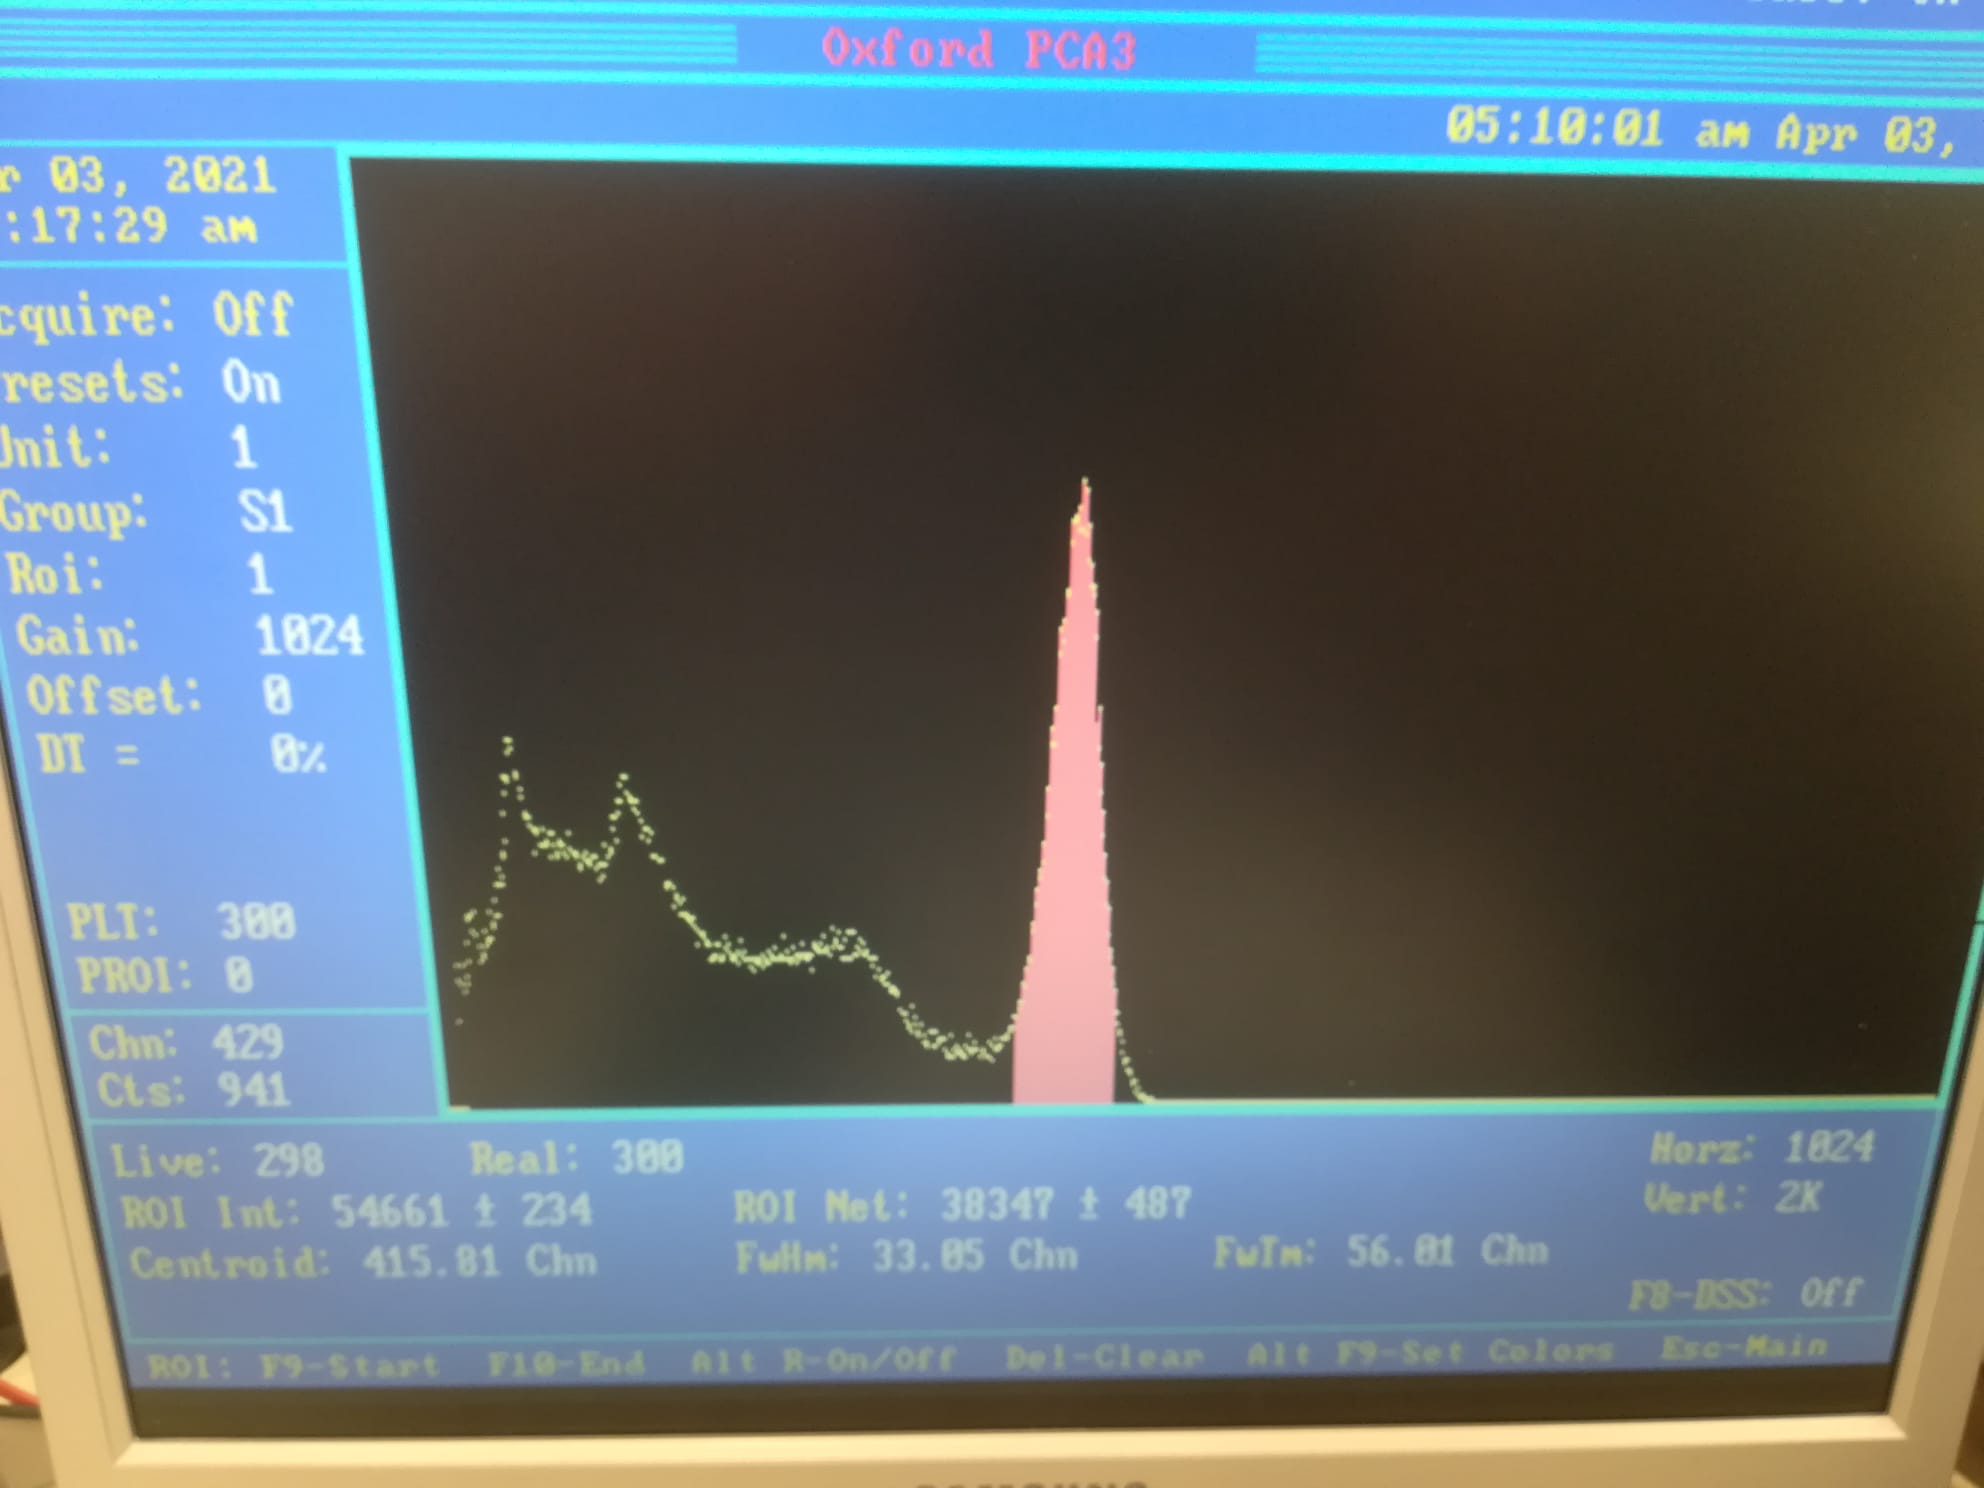 Oxford PCA3
05:10:01 am Apr 03,
r 03, 2021
:17:29 am
cquire: Off
resets: On
Unit: 1
Group: S1
Roi: 1
Gain: 1024
Offset: 0
DT = 0%
PLT: 300
PROI: 0
Chn: 429
Cts: 941
Live: 298 Real: 300 Horz: 1024
ROI Int: 54661 ± 234 ROI Net: 38347 ± 487 Vert: 2K
Centroid: 415.01 Chn FwHm: 33.05 Chn FwTm: 56.01 Chn
F8-DSS: Off
ROI: F9-Start F10-End Alt R-On/Off Del-Clear Alt F9-Set Colors Esc-Main